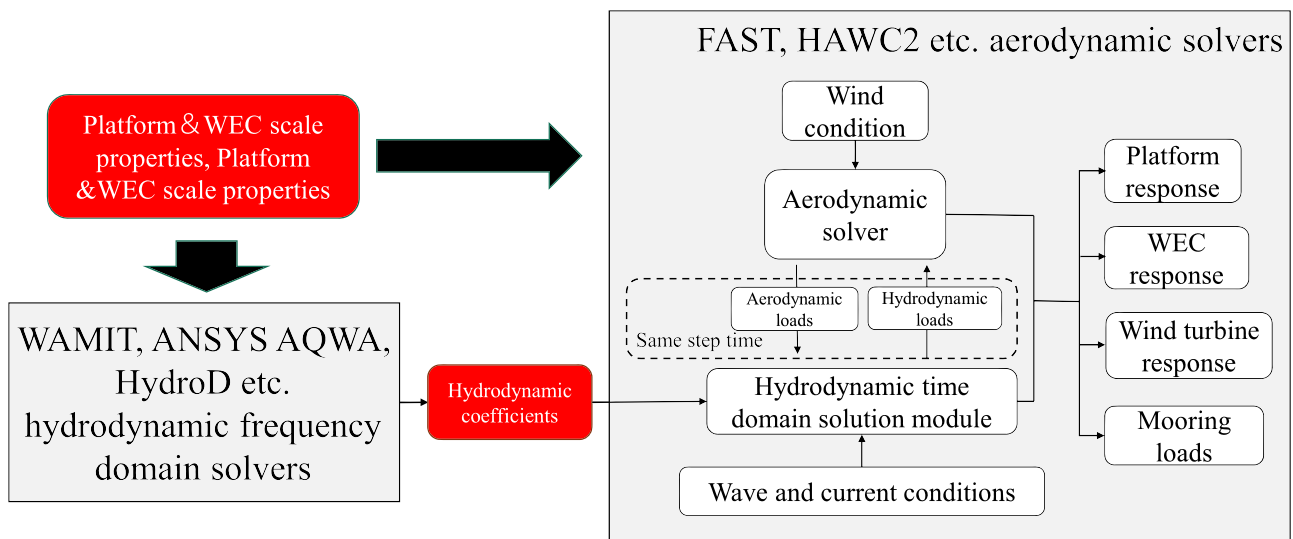 FAST, HAWC2 etc. aerodynamic solvers
Platform＆WEC scale
properties, Platform
&WEC scale properties
WAMIT, ANSYS AQWA,
HydroD etc.
hydrodynamic frequency
domain solvers
Hydrodynamic
coefficients
Wind
condition
Aerodynamic
solver
Aerodynamic
loads
Hydrodynamic
loads
Same step time
Hydrodynamic time
domain solution module
Wave and current conditions
Platform
response
WEC
response
Wind turbine
response
Mooring
loads